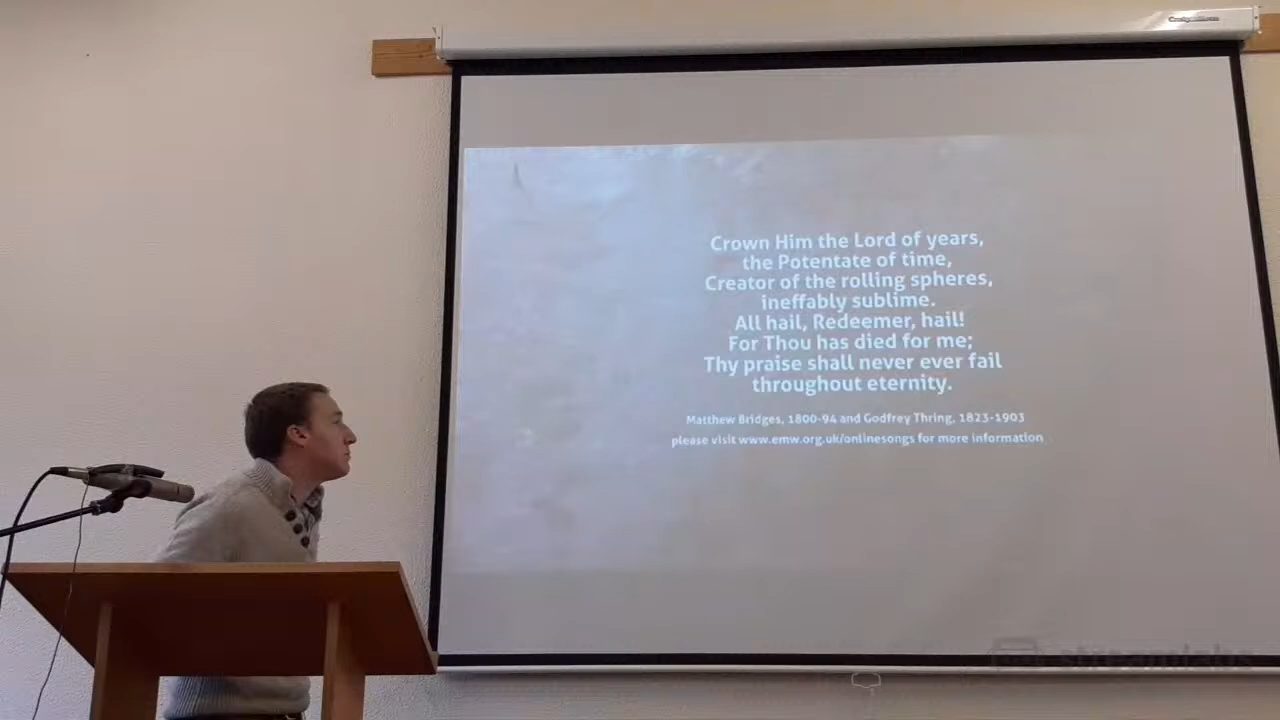 Crown Him the Lord of years,
the Potentate of time,
Creator of the rolling spheres,
ineffably sublime.
All hail, Redeemer, hail!
For Thou has died for me;
Thy praise shall never ever fail
throughout eternity.
Matthew Bridges, 1800-94 and Godfrey Thring, 1823-1903
please visit www.emw.org.uk/onlinesongs for more information
streamlabs